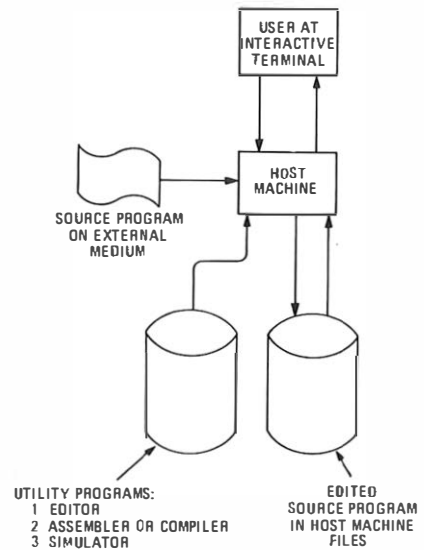 USER AT
INTERACTIVE
TERMINAL
HOST
MACHINE
SOURCE PROGRAM
ON EXTERNAL
MEDIUM
UTILITY PROGRAMS:
1 EDITOR
2 ASSEMBLER OR COMPILER
3 SIMULATOR
EDITED
SOURCE PROGRAM
IN HOST MACHINE
FILES